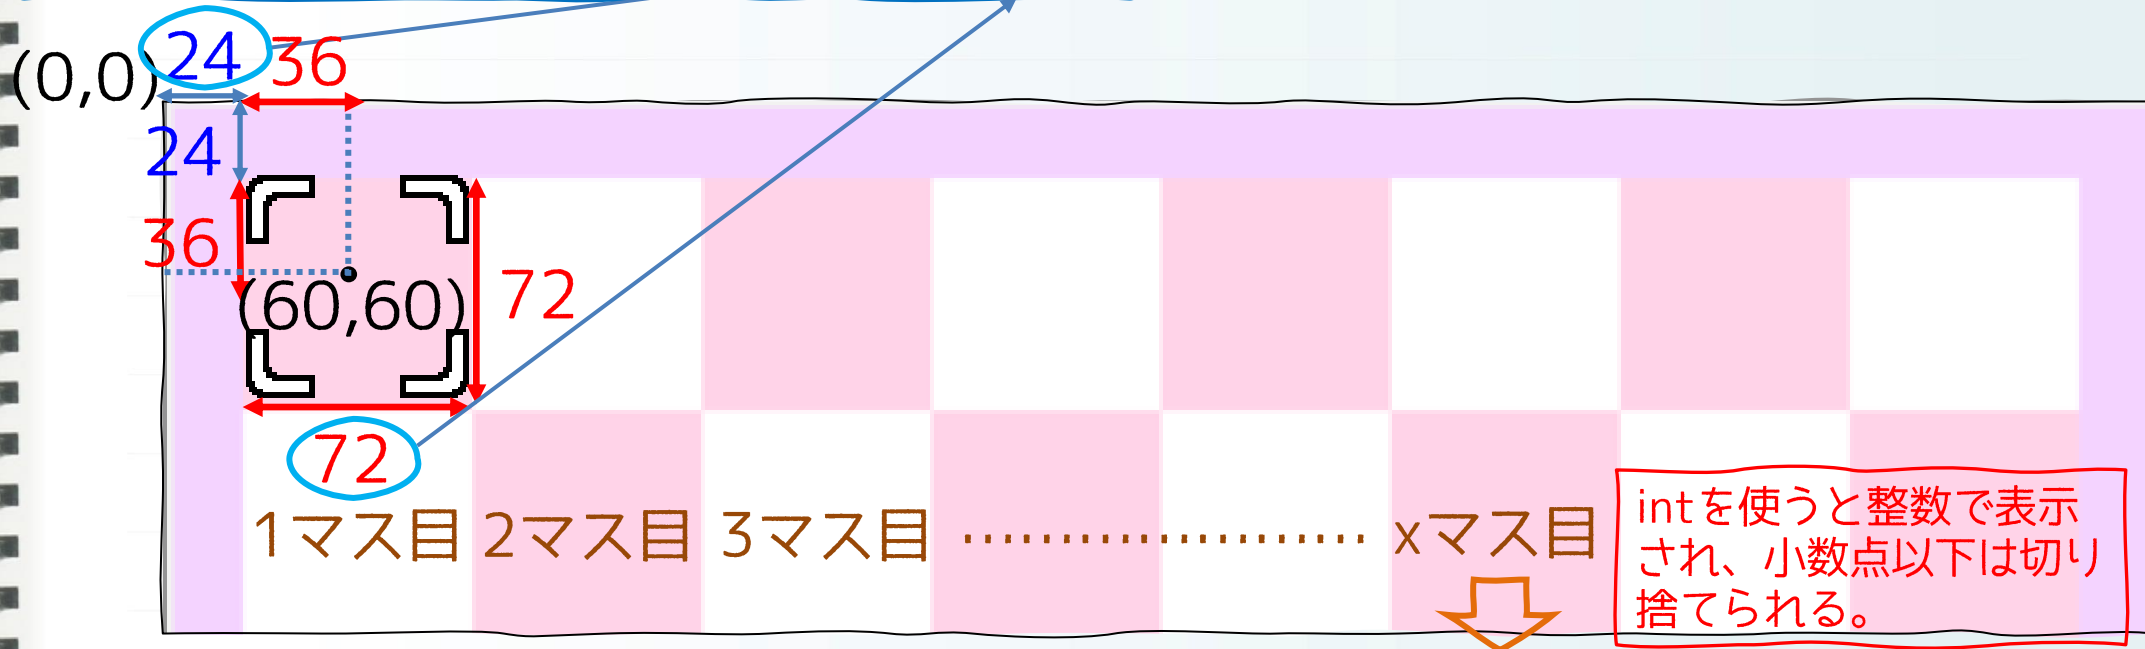 (0,0)
24
36
24
36
(60,60)
72
72
1マス目
2マス目
3マス目
xマス目
intを使うと整数で表示
され、小数点以下は切り
捨てられる。